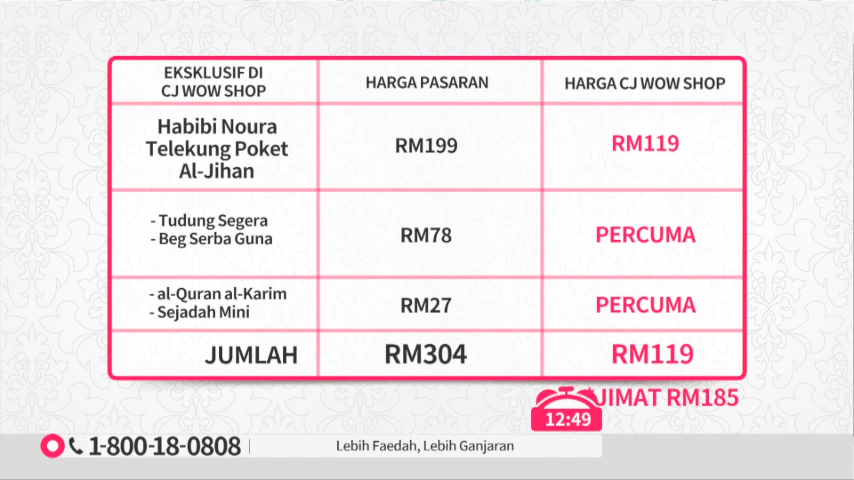 EKSKLUSIF DI
CJ WOW SHOP
HARGA PASARAN
HARGA CJ WOW SHOP
Habibi Noura
Telekung Poket
Al-Jihan
RM199
RM119
- Tudung Segera
- Beg Serba Guna
RM78
PERCUMA
- al-Quran al-Karim
- Sejadah Mini
RM27
PERCUMA
JUMLAH
RM304
RM119
JIMAT RM185
12:49
1-800-18-0808
Lebih Faedah, Lebih Ganjaran